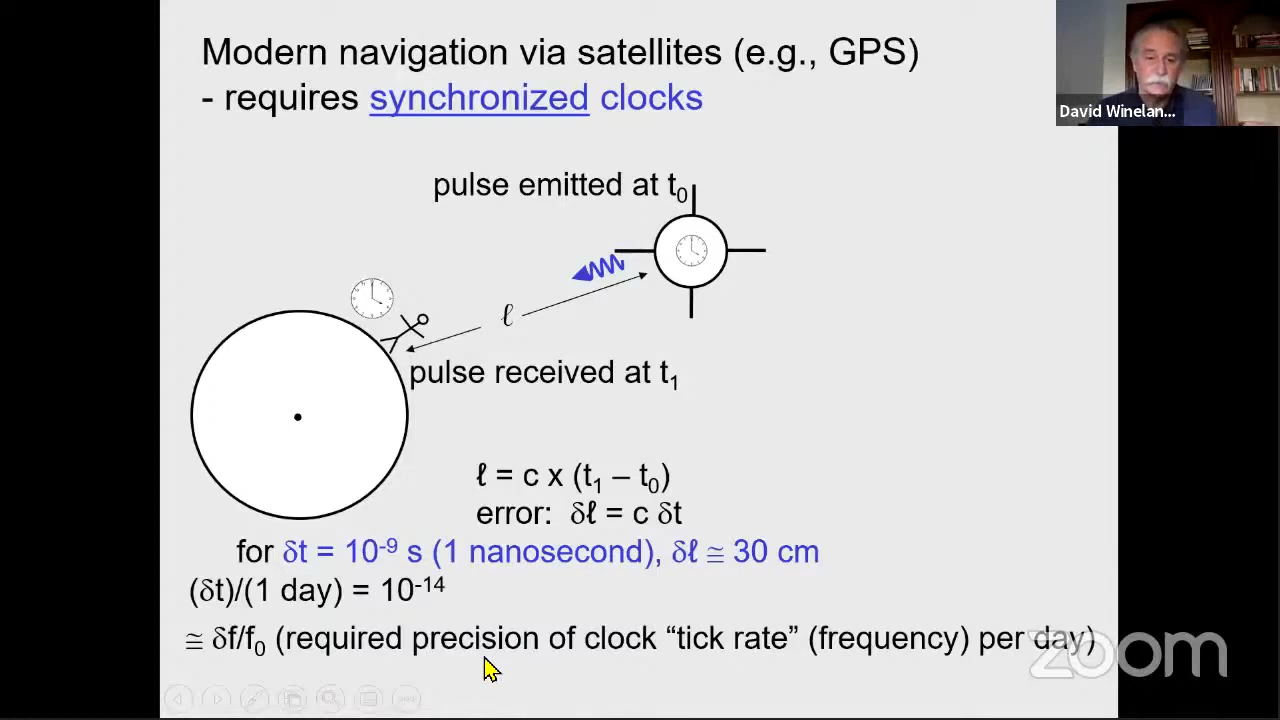 Modern navigation via satellites (e.g., GPS)
- requires synchronized clocks
David Winelan...
pulse emitted at t₀
ℓ
pulse received at t₁
ℓ = c x (t₁ – t₀)
error: δℓ = c δt
for δt = 10⁻⁹ s (1 nanosecond), δℓ ≅ 30 cm
(δt)/(1 day) = 10⁻¹⁴
≅ δf/f₀ (required precision of clock “tick rate” (frequency) per day)
zoom